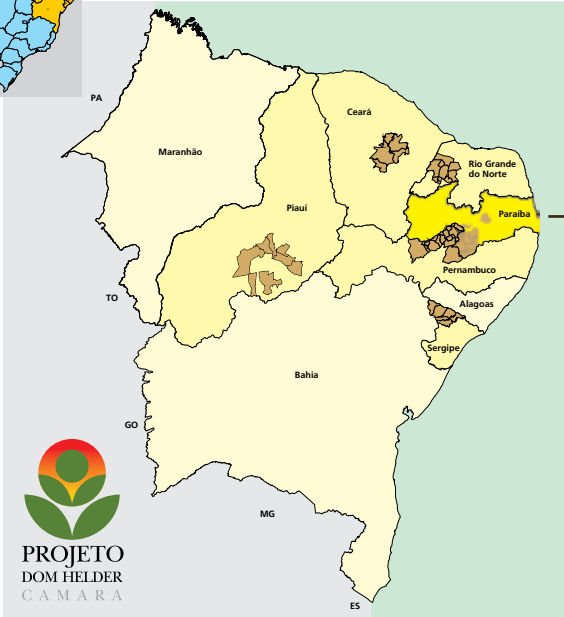 PA
Ceará
Maranhão
Rio Grande
do Norte
Piauí
Paraíba
Pernambuco
TO
Alagoas
Sergipe
Bahia
GO
MG
PROJETO
DOM HELDER
CAMARA
ES